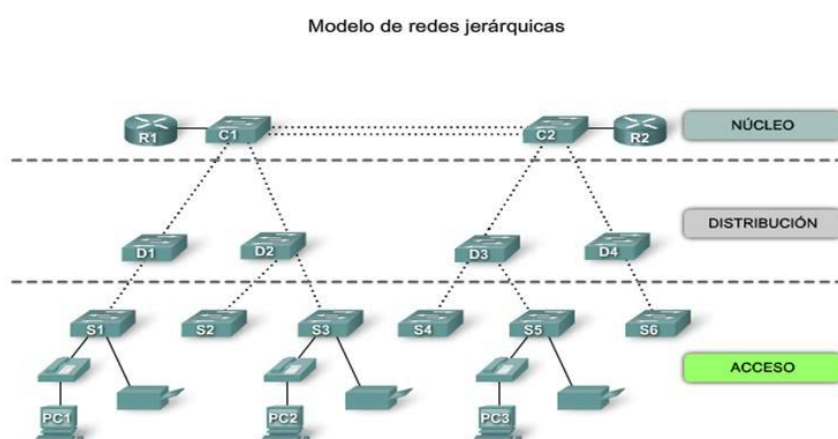 Modelo de redes jerárquicas
R1 C1 C2 R2 NÚCLEO
D1 D2 D3 D4 DISTRIBUCIÓN
S1 S2 S3 S4 S5 S6
ACCESO
PC1 PC2 PC3